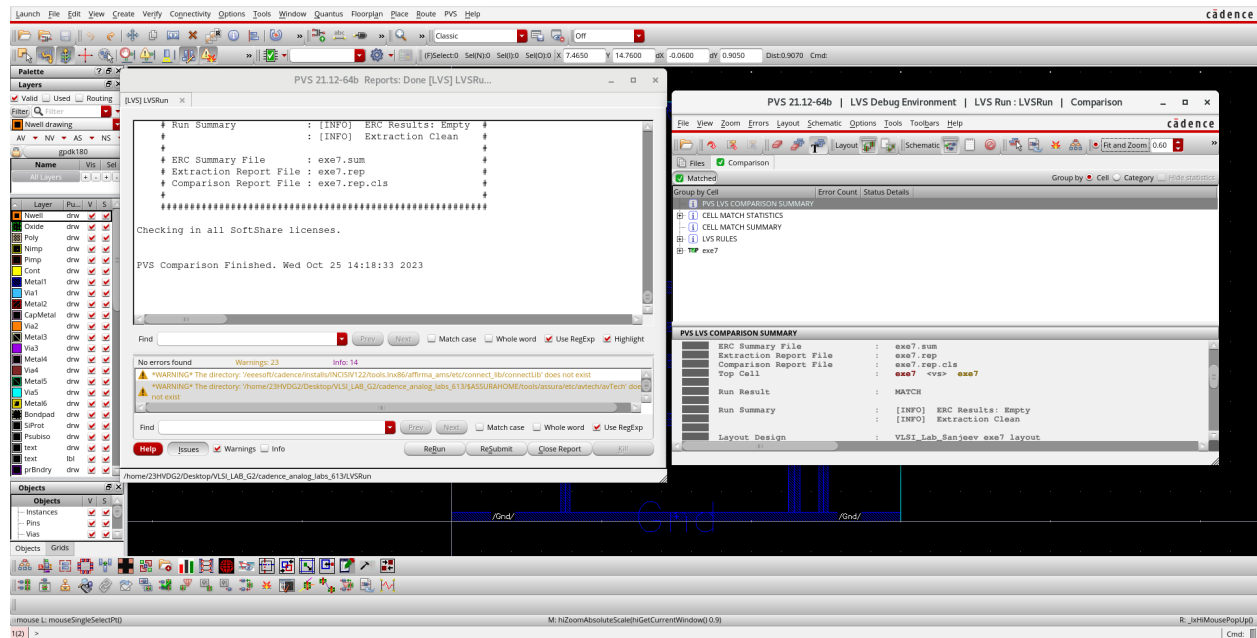 Launch File Edit View Create Verify Connectivity Options Tools Window Quantus Floorplan Place Route PVS Help
cādence
Classic
Off
(F)Select:0 Sel(N):0 Sel(I):0 Sel(O):0 X 7.4650 Y 14.7600 dX -0.0600 dY 0.9050 Dist:0.9070 Cmd:
Palette
Layers
Valid Used Routing
Filter Filter
Nwell drawing
AV NV AS NS
gpdk180
Name Vis Sel
All Layers
Layer Pu... V S
Nwell drw
Oxide drw
Poly drw
Nimp drw
Pimp drw
Cont drw
Metal1 drw
Via1 drw
Metal2 drw
CapMetal drw
Via2 drw
Metal3 drw
Via3 drw
Metal4 drw
Via4 drw
Metal5 drw
Via5 drw
Metal6 drw
Bondpad drw
SiProt drw
Psubiso drw
text drw
text lbl
prBndry drw
Objects
Objects V S
Instances
Pins
Vias
Objects Grids
PVS 21.12-64b Reports: Done [LVS] LVSRu...
[LVS] LVSRun
# Run Summary : [INFO] ERC Results: Empty #
# : [INFO] Extraction Clean #
# #
# ERC Summary File : exe7.sum #
# Extraction Report File : exe7.rep #
# Comparison Report File : exe7.rep.cls #
# #
Checking in all SoftShare licenses.
PVS Comparison Finished. Wed Oct 25 14:18:33 2023
Find Prev Next Match case Whole word Use RegExp Highlight
No errors found Warnings: 23 Info: 14
*WARNING* The directory: '/eeesoft/cadence/installs/INCISIV122/tools.lnx86/affirma_ams/etc/connect_lib/connectLib' does not exist
*WARNING* The directory: '/home/23HVDG2/Desktop/VLSI_LAB_G2/cadence_analog_labs_613/$ASSURAHOME/tools/assura/etc/avtech/avTech' does
not exist
Find Prev Next Match case Whole word Use RegExp
Help Issues Warnings Info ReRun ReSubmit Close Report Kill
/home/23HVDG2/Desktop/VLSI_LAB_G2/cadence_analog_labs_613/LVSRun
PVS 21.12-64b | LVS Debug Environment | LVS Run : LVSRun | Comparison
File View Zoom Errors Layout Schematic Options Tools Toolbars Help
cādence
Layout Schematic Fit and Zoom 0.60
Files Comparison
Matched Group by Cell Category Hide statistics
Group by Cell Error Count Status Details
PVS LVS COMPARISON SUMMARY
CELL MATCH STATISTICS
CELL MATCH SUMMARY
LVS RULES
TOP exe7
PVS LVS COMPARISON SUMMARY
ERC Summary File : exe7.sum
Extraction Report File : exe7.rep
Comparison Report File : exe7.rep.cls
Top Cell : exe7 <vs> exe7
Run Result : MATCH
Run Summary : [INFO] ERC Results: Empty
: [INFO] Extraction Clean
Layout Design : VLSI_Lab_Sanjeev exe7 layout
/Gnd/ Gnd /Gnd/
mouse L: mouseSingleSelectPt() M: hiZoomAbsoluteScale(hiGetCurrentWindow() 0.9) R: _lxHiMousePopUp()
1(2) > Cmd: